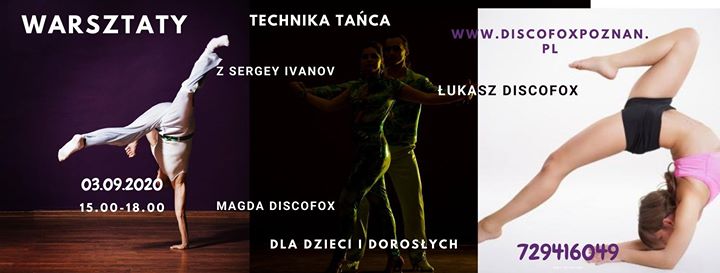 WARSZTATY
TECHNIKA TAŃCA
WWW.DISCOFOXPOZNAN.
PL
Z SERGEY IVANOV
ŁUKASZ DISCOFOX
03.09.2020
15.00-18.00
MAGDA DISCOFOX
DLA DZIECI I DOROSŁYCH
729416049